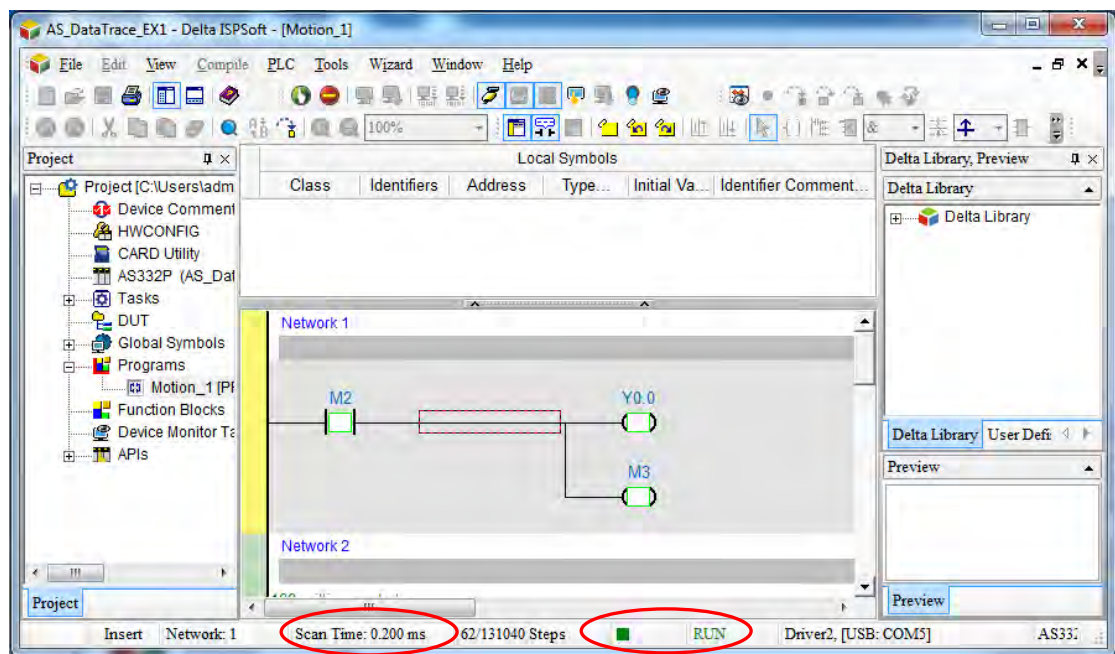 AS_DataTrace_EX1 - Delta ISPSoft - [Motion_1]
File Edit View Compile PLC Tools Wizard Window Help
100%
Project
Local Symbols
Delta Library, Preview
Class Identifiers Address Type... Initial Va... Identifier Comment...
Delta Library
Project [C:\Users\adm
Device Comment
HWCONFIG
CARD Utility
AS332P (AS_Dat
Tasks
DUT
Global Symbols
Programs
Motion_1 [PR
Function Blocks
Device Monitor Ta
APIs
Delta Library
Network 1
M2
Y0.0
M3
Network 2
Delta Library User Defi
Preview
Project
Preview
Insert Network: 1 Scan Time: 0.200 ms 62/131040 Steps RUN Driver2, [USB: COM5] AS332